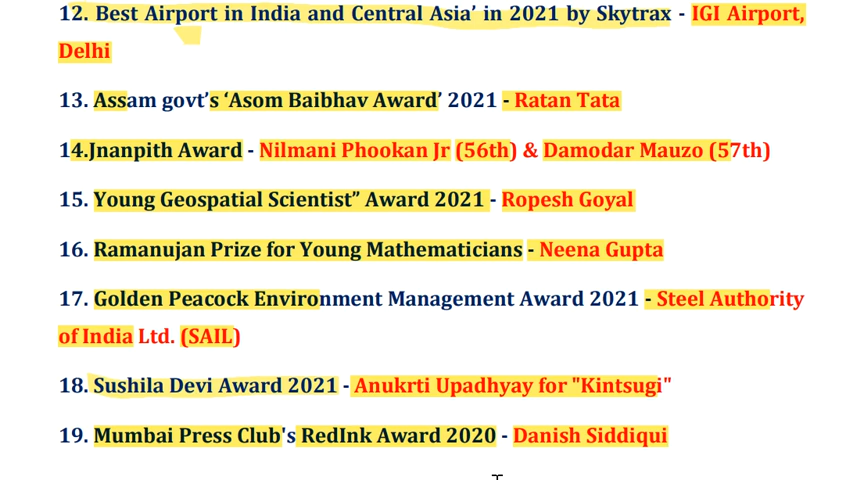 12. Best Airport in India and Central Asia’ in 2021 by Skytrax - IGI Airport,
Delhi
13. Assam govt’s ‘Asom Baibhav Award’ 2021 - Ratan Tata
14.Jnanpith Award - Nilmani Phookan Jr (56th) & Damodar Mauzo (57th)
15. Young Geospatial Scientist” Award 2021 - Ropesh Goyal
16. Ramanujan Prize for Young Mathematicians - Neena Gupta
17. Golden Peacock Environment Management Award 2021 - Steel Authority
of India Ltd. (SAIL)
18. Sushila Devi Award 2021 - Anukrti Upadhyay for "Kintsugi"
19. Mumbai Press Club's RedInk Award 2020 - Danish Siddiqui